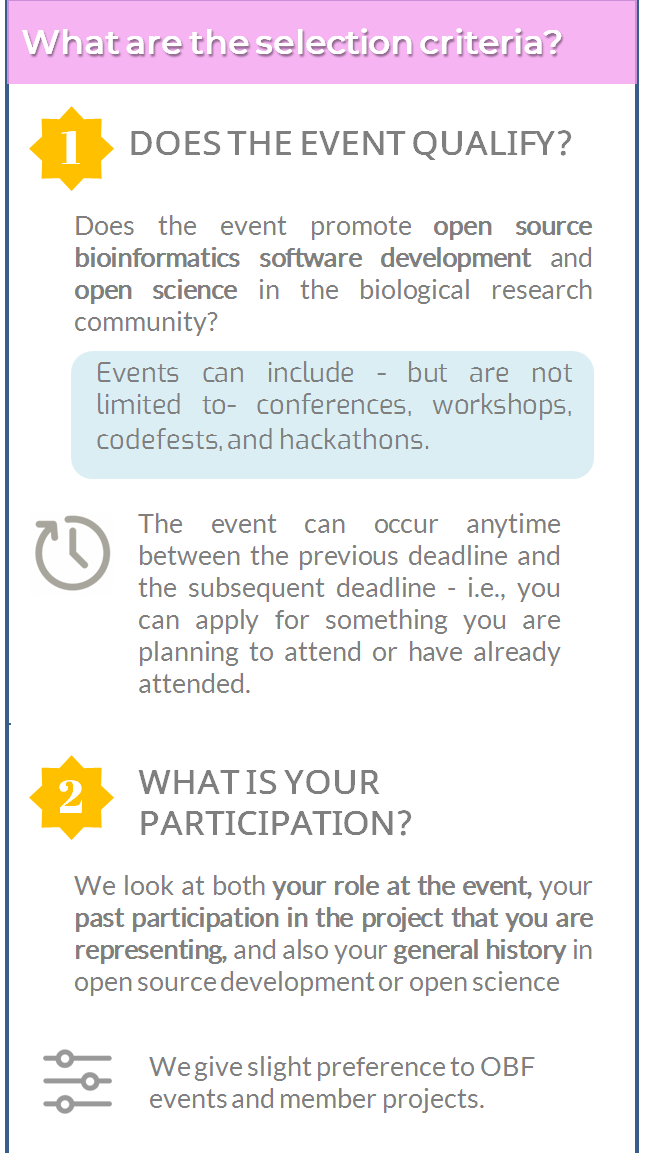 What are the selection criteria?
1 DOES THE EVENT QUALIFY?
Does the event promote open source
bioinformatics software development and
open science in the biological research
community?
Events can include - but are not
limited to- conferences, workshops,
codefests, and hackathons.
The event can occur anytime
between the previous deadline and
the subsequent deadline - i.e., you
can apply for something you are
planning to attend or have already
attended.
2 WHAT IS YOUR
PARTICIPATION?
We look at both your role at the event, your
past participation in the project that you are
representing, and also your general history in
open source development or open science
We give slight preference to OBF
events and member projects.